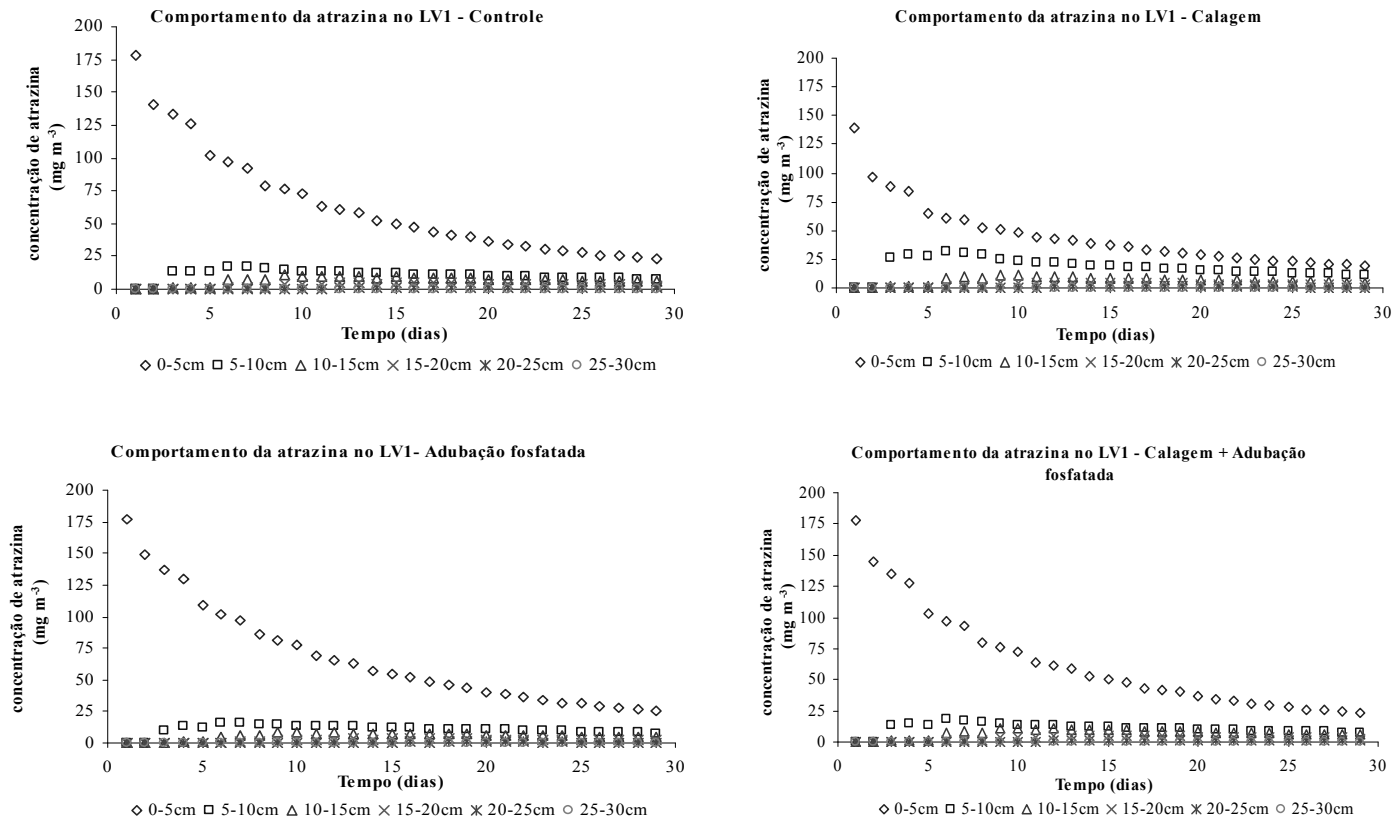 Comportamento da atrazina no LV1 - Controle
concentração de atrazina
(mg m⁻³)
200
175
150
125
100
75
50
25
0
0 5 10 15 20 25 30
Tempo (dias)
0-5cm 5-10cm 10-15cm 15-20cm 20-25cm 25-30cm
Comportamento da atrazina no LV1 - Calagem
concentração de atrazina
(mg m⁻³)
200
175
150
125
100
75
50
25
0
0 5 10 15 20 25 30
Tempo (dias)
0-5cm 5-10cm 10-15cm 15-20cm 20-25cm 25-30cm
Comportamento da atrazina no LV1- Adubação fosfatada
concentração de atrazina
(mg m⁻³)
200
175
150
125
100
75
50
25
0
0 5 10 15 20 25 30
Tempo (dias)
0-5cm 5-10cm 10-15cm 15-20cm 20-25cm 25-30cm
Comportamento da atrazina no LV1 - Calagem + Adubação
fosfatada
concentração de atrazina
(mg m⁻³)
200
175
150
125
100
75
50
25
0
0 5 10 15 20 25 30
Tempo (dias)
0-5cm 5-10cm 10-15cm 15-20cm 20-25cm 25-30cm